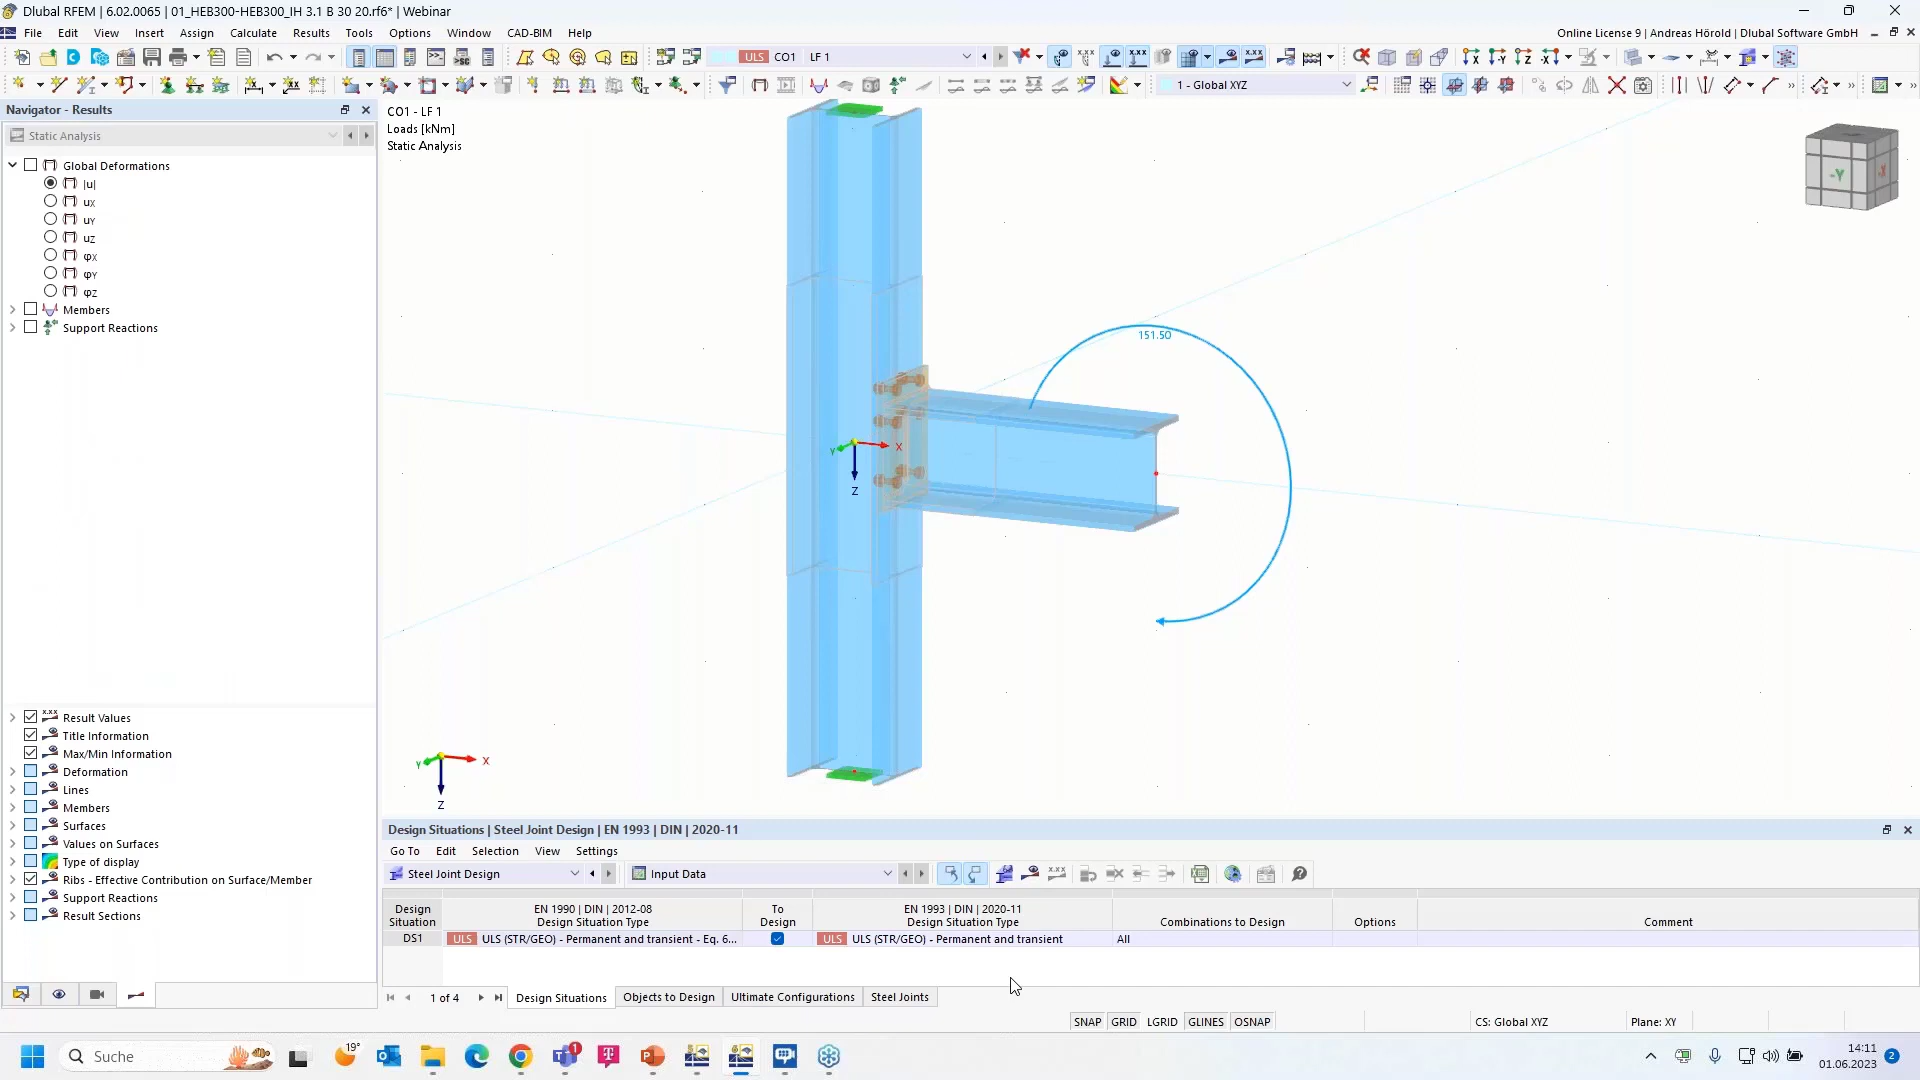 Dlubal RFEM | 6.02.0065 | 01_HEB300-HEB300_IH 3.1 B 30 20.rf6* | Webinar
File Edit View Insert Assign Calculate Results Tools Options Window CAD-BIM Help
Online License 9 | Andreas Hörold | Dlubal Software GmbH
ULS CO1 LF 1
1 - Global XYZ
Navigator - Results
Static Analysis
Global Deformations
|u|
uX
uY
uZ
φX
φY
φZ
Members
Support Reactions
Result Values
Title Information
Max/Min Information
Deformation
Lines
Members
Surfaces
Values on Surfaces
Type of display
Ribs - Effective Contribution on Surface/Member
Support Reactions
Result Sections
CO1 - LF 1
Loads [kNm]
Static Analysis
151.50
Y X
Z
Y X
Z
-Y -X
Design Situations | Steel Joint Design | EN 1993 | DIN | 2020-11
Go To Edit Selection View Settings
Steel Joint Design Input Data
Design Situation
EN 1990 | DIN | 2012-08
Design Situation Type
To Design
EN 1993 | DIN | 2020-11
Design Situation Type
Combinations to Design
Options
Comment
DS1 ULS ULS (STR/GEO) - Permanent and transient - Eq. 6... ULS ULS (STR/GEO) - Permanent and transient All
1 of 4 Design Situations Objects to Design Ultimate Configurations Steel Joints
SNAP GRID LGRID GLINES OSNAP CS: Global XYZ Plane: XY
Suche 19° 1
14:11
01.06.2023 2